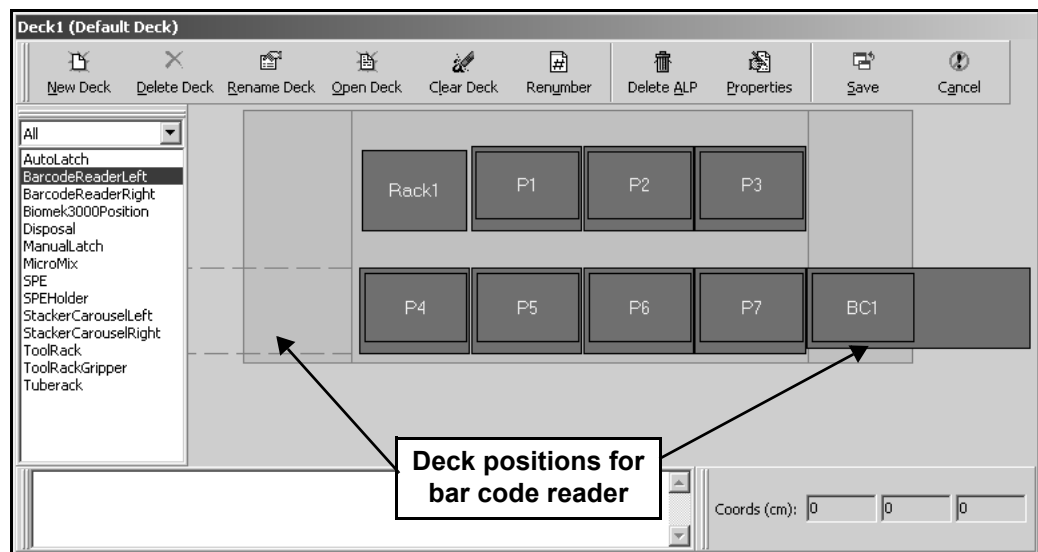 Deck1 (Default Deck)
New Deck Delete Deck Rename Deck Open Deck Clear Deck Renumber Delete ALP Properties Save Cancel
All
AutoLatch
BarcodeReaderLeft
BarcodeReaderRight
Biomek3000Position
Disposal
ManualLatch
MicroMix
SPE
SPEHolder
StackerCarouselLeft
StackerCarouselRight
ToolRack
ToolRackGripper
Tuberack
Rack1 P1 P2 P3
P4 P5 P6 P7 BC1
Deck positions for
bar code reader
Coords (cm): 0 0 0